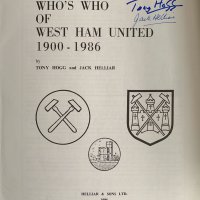 WHO'S WHO
OF
WEST HAM UNITED
1900 - 1986
by
TONY HOGG and JACK HELLIAR
Tony Hogg
Jack Helliar
HELLIAR & SONS LTD.